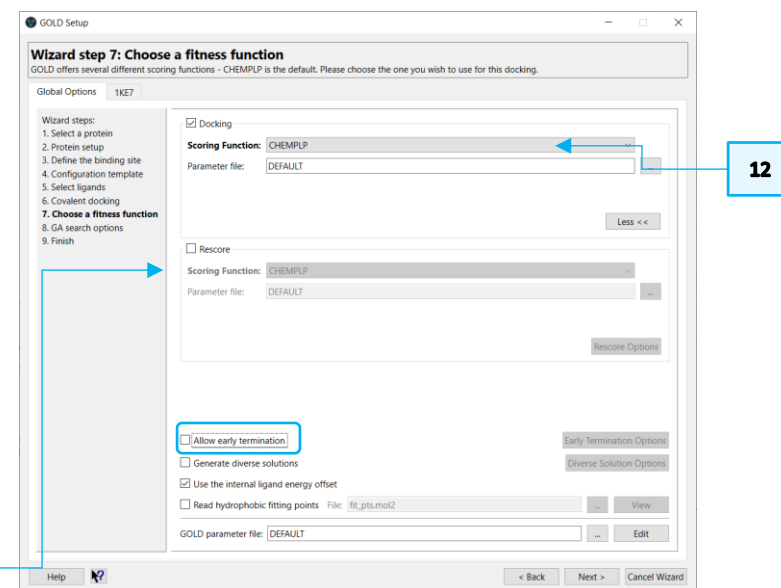 GOLD Setup
Wizard step 7: Choose a fitness function
GOLD offers several different scoring functions - CHEMPLP is the default. Please choose the one you wish to use for this docking.
Global Options 1KE7
Wizard steps:
1. Select a protein
2. Protein setup
3. Define the binding site
4. Configuration template
5. Select ligands
6. Covalent docking
7. Choose a fitness function
8. GA search options
9. Finish
Docking
Scoring Function: CHEMPLP
Parameter file: DEFAULT ...
Less <<
Rescore
Scoring Function: CHEMPLP
Parameter file: DEFAULT ...
Rescore Options
Allow early termination Early Termination Options
Generate diverse solutions Diverse Solution Options
Use the internal ligand energy offset
Read hydrophobic fitting points File: fit_pts.mol2 ... View
GOLD parameter file: DEFAULT ... Edit
Help ? < Back Next > Cancel Wizard
12